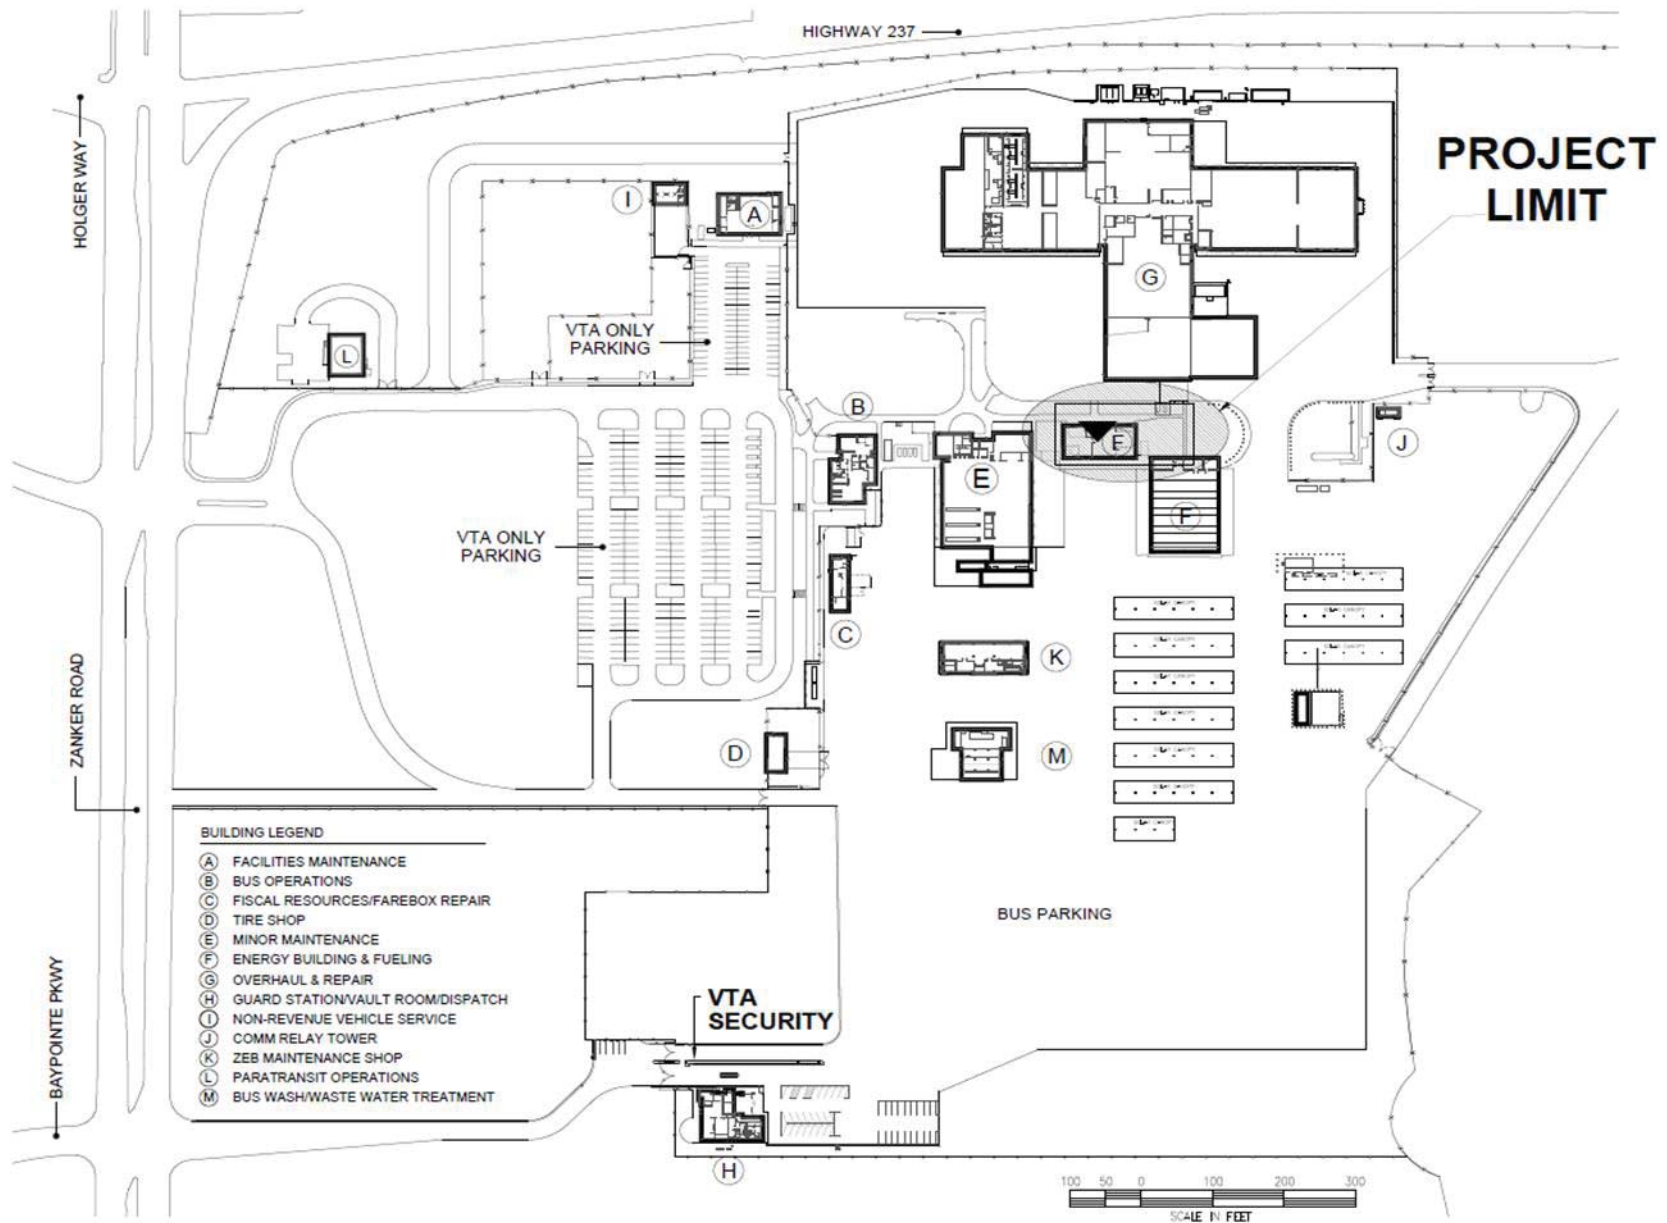 HIGHWAY 237
PROJECT
LIMIT
HOLGER WAY
I
A
G
VTA ONLY
PARKING
L
B
F
J
E
F
VTA ONLY
PARKING
C
K
ZANKER ROAD
D
M
BUILDING LEGEND
A FACILITIES MAINTENANCE
B BUS OPERATIONS
C FISCAL RESOURCES/FAREBOX REPAIR
D TIRE SHOP
E MINOR MAINTENANCE
F ENERGY BUILDING & FUELING
G OVERHAUL & REPAIR
H GUARD STATION/VAULT ROOM/DISPATCH
I NON-REVENUE VEHICLE SERVICE
J COMM RELAY TOWER
K ZEB MAINTENANCE SHOP
L PARATRANSIT OPERATIONS
M BUS WASH/WASTE WATER TREATMENT
BUS PARKING
BAYPOINTE PKWY
VTA
SECURITY
H
100 50 0 100 200 300
SCALE IN FEET